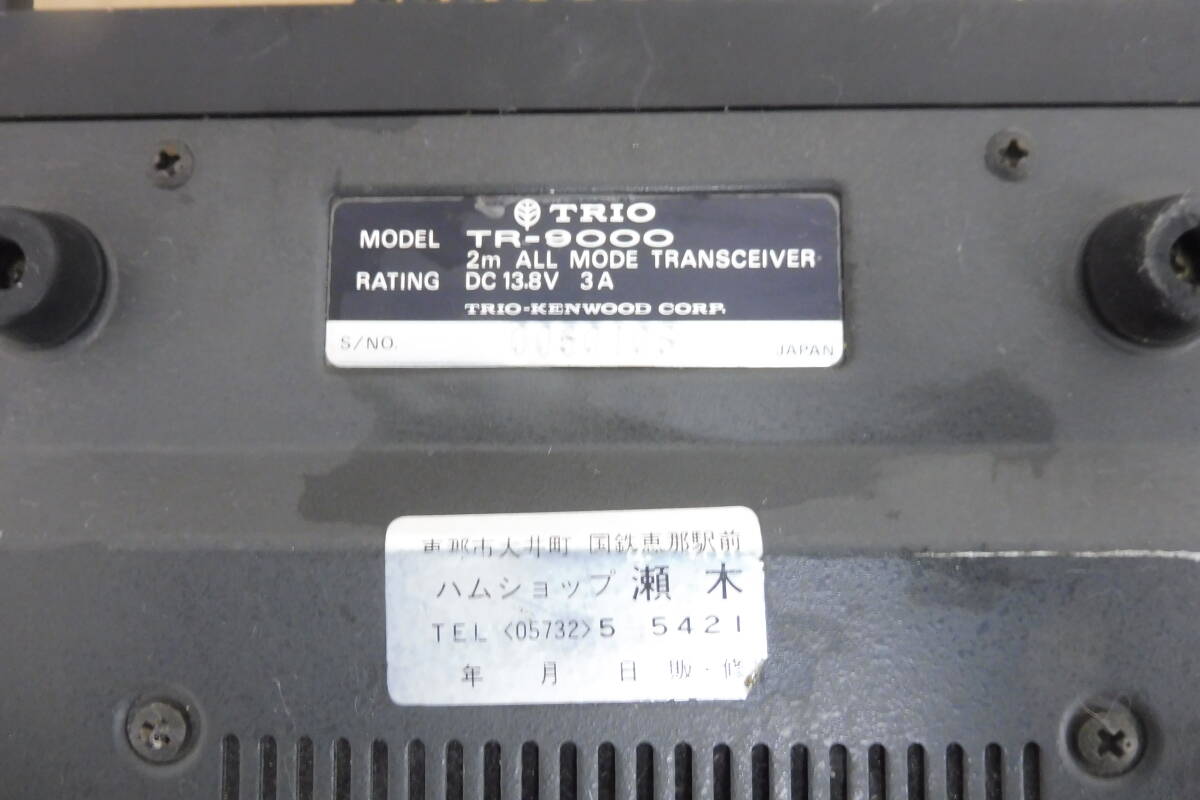 TRIO
MODEL TR-9000
2m ALL MODE TRANSCEIVER
RATING DC 13.8V 3A
TRIO-KENWOOD CORP.
S/NO. JAPAN
恵那市大井町 国鉄恵那駅前
ハムショップ 瀬木
TEL <05732> 5 5421
年 月 日 販・修